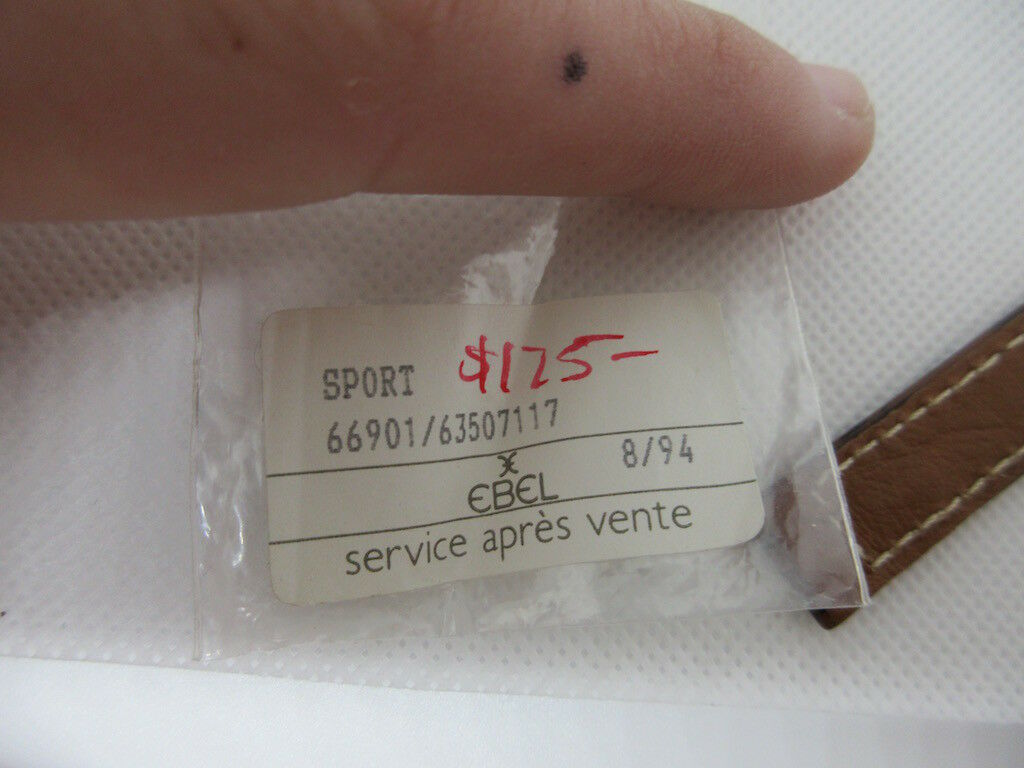 SPORT $125-
66901/63507117
8/94
EBEL
service après vente